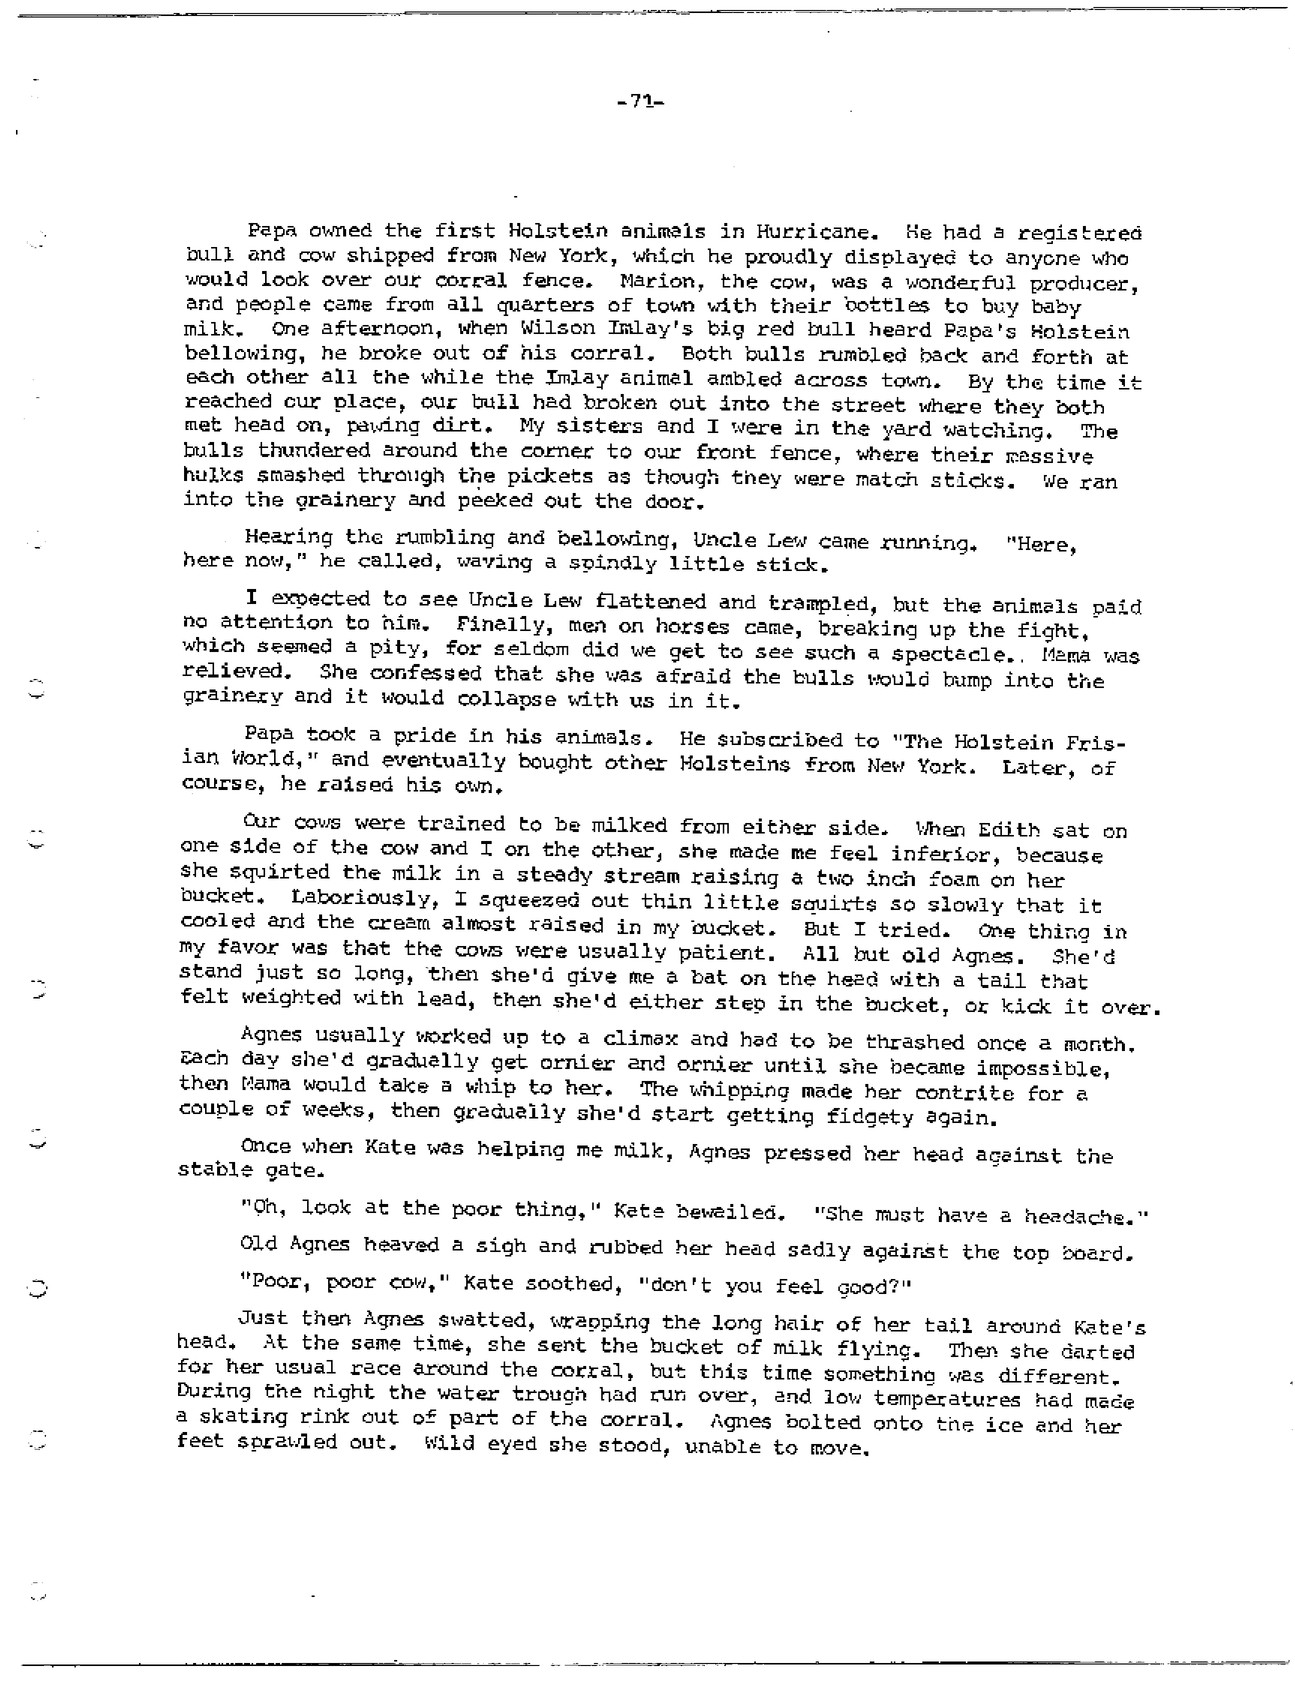 -71-
Papa owned the first Holstein animals in Hurricane. He had a registered
bull and cow shipped from New York, which he proudly displayed to anyone who
would look over our corral fence. Marion, the cow, was a wonderful producer,
and people came from all quarters of town with their bottles to buy baby
milk. One afternoon, when Wilson Imlay's big red bull heard Papa's Holstein
bellowing, he broke out of his corral. Both bulls rumbled back and forth at
each other all the while the Imlay animal ambled across town. By the time it
reached our place, our bull had broken out into the street where they both
met head on, pawing dirt. My sisters and I were in the yard watching. The
bulls thundered around the corner to our front fence, where their massive
hulks smashed through the pickets as though they were match sticks. We ran
into the grainery and peeked out the door.
Hearing the rumbling and bellowing, Uncle Lew came running. "Here,
here now," he called, waving a spindly little stick.
I expected to see Uncle Lew flattened and trampled, but the animals paid
no attention to him. Finally, men on horses came, breaking up the fight,
which seemed a pity, for seldom did we get to see such a spectacle.. Mama was
relieved. She confessed that she was afraid the bulls would bump into the
grainery and it would collapse with us in it.
Papa took a pride in his animals. He subscribed to "The Holstein Fris-
ian World," and eventually bought other Holsteins from New York. Later, of
course, he raised his own.
Our cows were trained to be milked from either side. When Edith sat on
one side of the cow and I on the other, she made me feel inferior, because
she squirted the milk in a steady stream raising a two inch foam on her
bucket. Laboriously, I squeezed out thin little squirts so slowly that it
cooled and the cream almost raised in my bucket. But I tried. One thing in
my favor was that the cows were usually patient. All but old Agnes. She'd
stand just so long, then she'd give me a bat on the head with a tail that
felt weighted with lead, then she'd either step in the bucket, or kick it over.
Agnes usually worked up to a climax and had to be thrashed once a month.
Each day she'd gradually get ornier and ornier until she became impossible,
then Mama would take a whip to her. The whipping made her contrite for a
couple of weeks, then gradually she'd start getting fidgety again.
Once when Kate was helping me milk, Agnes pressed her head against the
stable gate.
"Oh, look at the poor thing," Kate bewailed. "She must have a headache."
Old Agnes heaved a sigh and rubbed her head sadly against the top board.
"Poor, poor cow," Kate soothed, "don't you feel good?"
Just then Agnes swatted, wrapping the long hair of her tail around Kate's
head. At the same time, she sent the bucket of milk flying. Then she darted
for her usual race around the corral, but this time something was different.
During the night the water trough had run over, and low temperatures had made
a skating rink out of part of the corral. Agnes bolted onto the ice and her
feet sprawled out. Wild eyed she stood, unable to move.